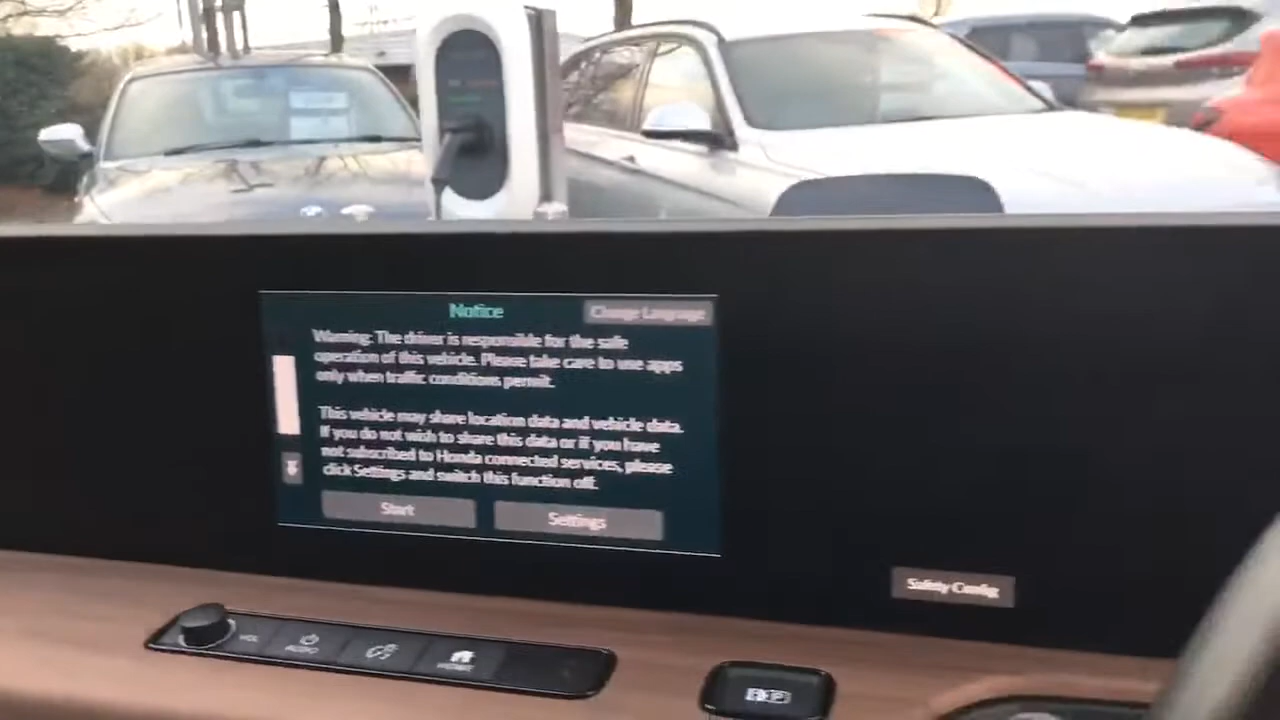 Notice
Change Language
Warning: The driver is responsible for the safe
operation of this vehicle. Please take care to use apps
only when traffic conditions permit.
This vehicle may share location data and vehicle data.
If you do not wish to share this data or if you have
not subscribed to Honda connected services, please
click Settings and switch this function off.
Start
Settings
Safety Config
VOL
AUDIO
HOME